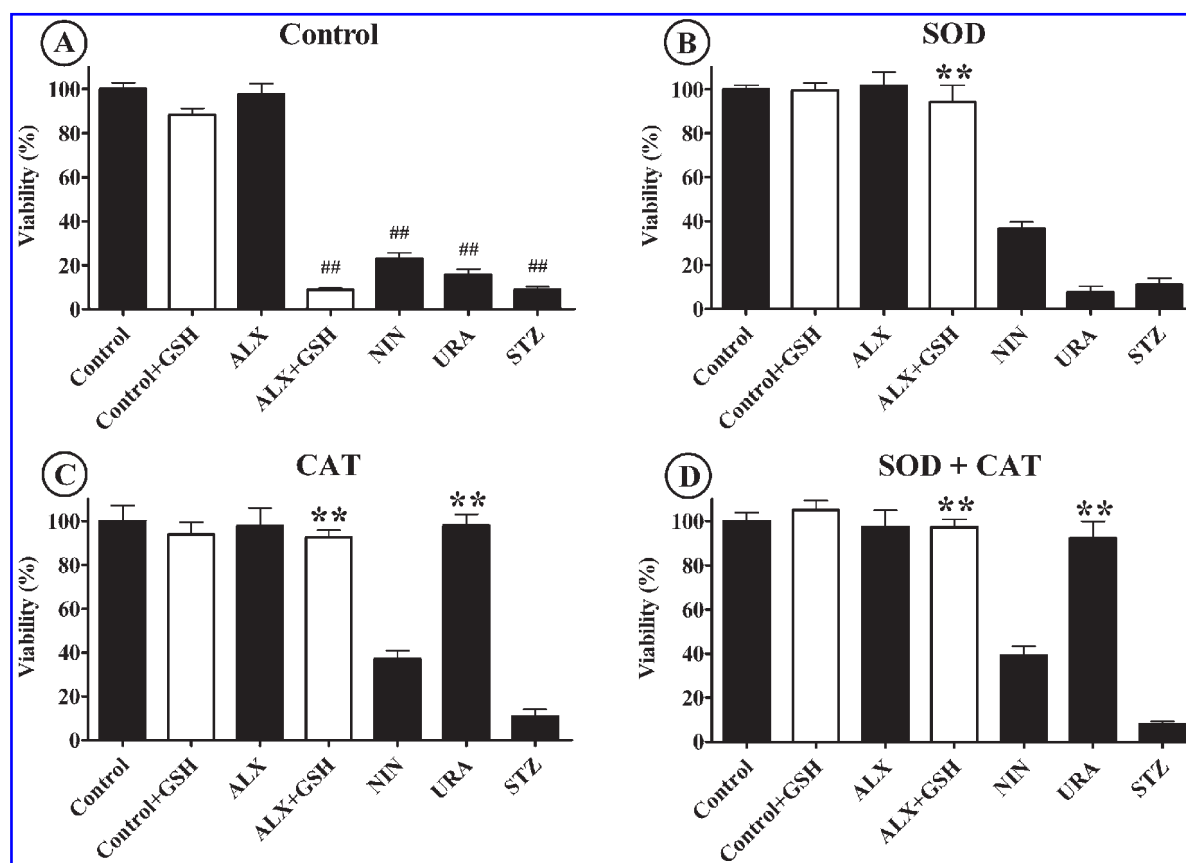 A
Control
Viability (%)
100
80
60
40
20
0
##
##
##
##
Control
Control+GSH
ALX
ALX+GSH
NIN
URA
STZ
B
SOD
Viability (%)
100
80
60
40
20
0
**
Control
Control+GSH
ALX
ALX+GSH
NIN
URA
STZ
C
CAT
Viability (%)
100
80
60
40
20
0
**
**
Control
Control+GSH
ALX
ALX+GSH
NIN
URA
STZ
D
SOD + CAT
Viability (%)
100
80
60
40
20
0
**
**
Control
Control+GSH
ALX
ALX+GSH
NIN
URA
STZ